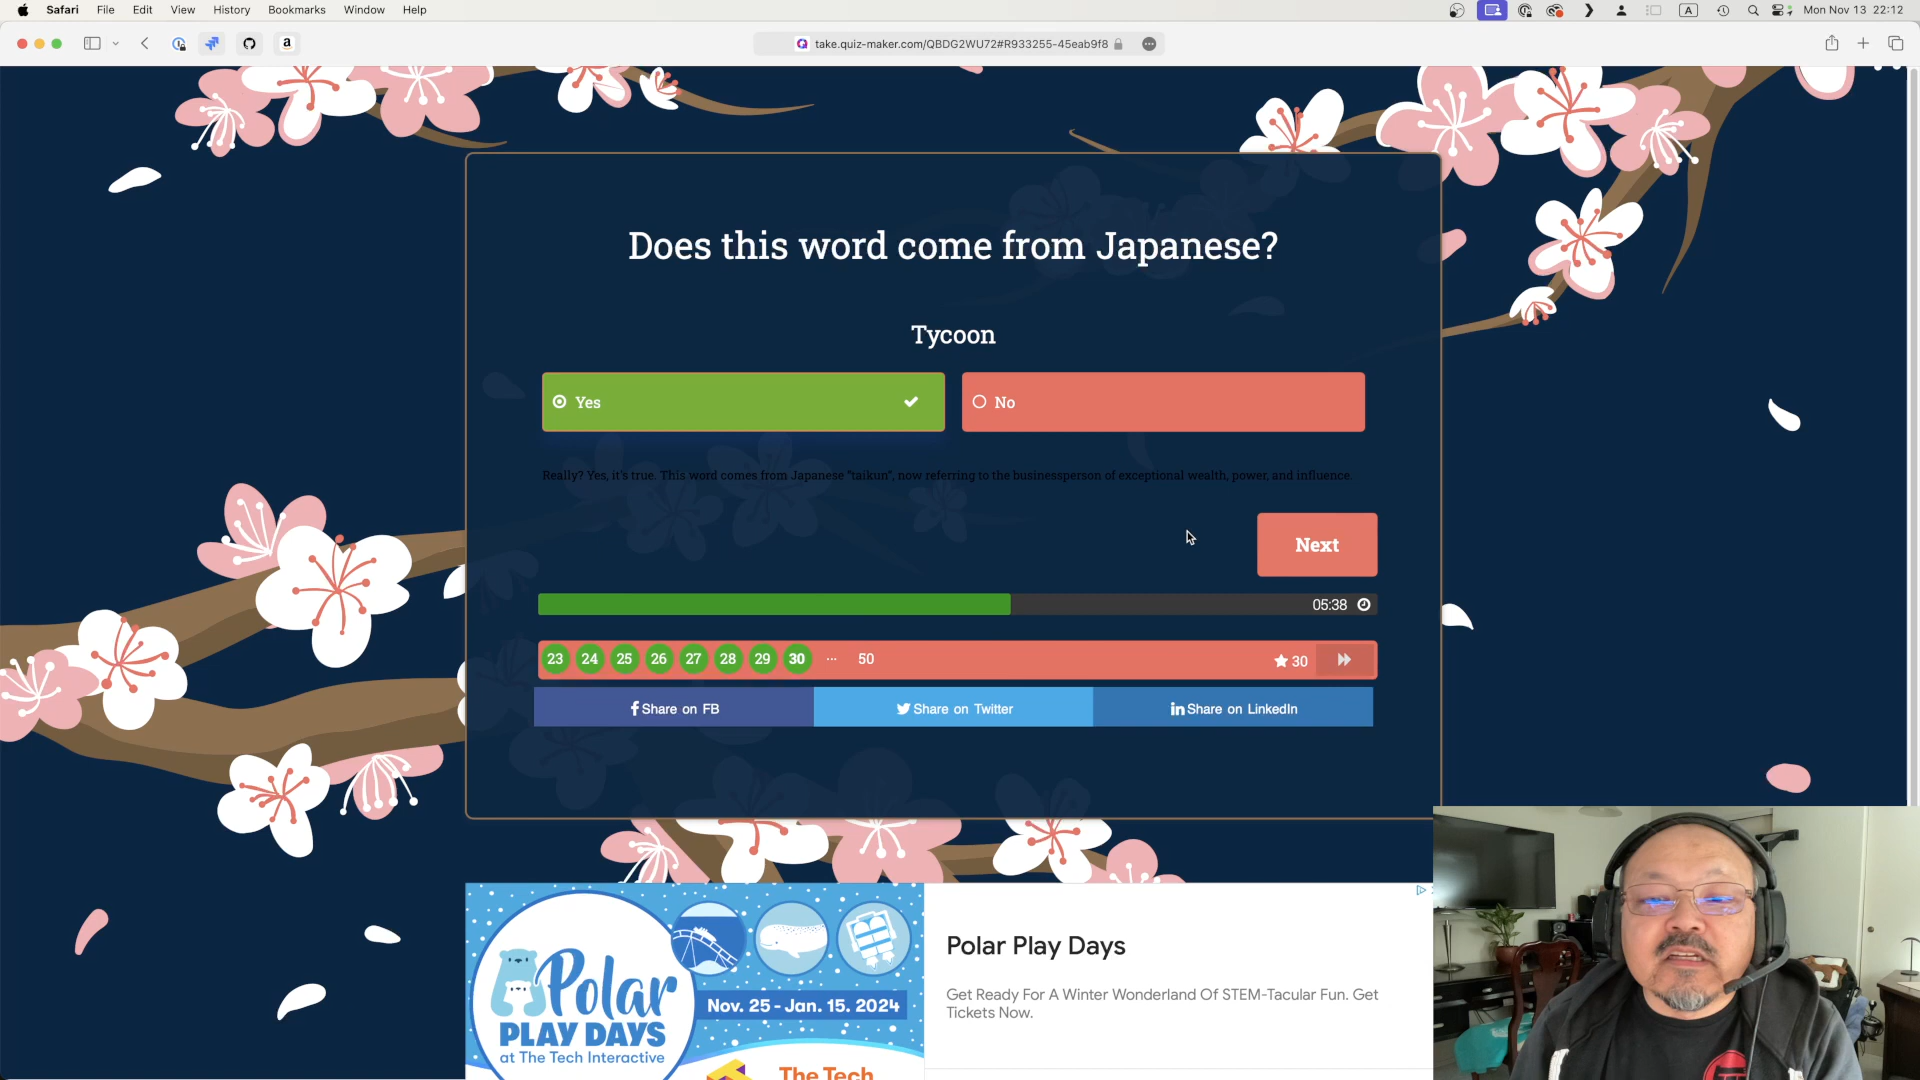 Safari File Edit View History Bookmarks Window Help
A
Mon Nov 13 22:12
a
take.quiz-maker.com/QBDG2WU72#R933255-45eab9f8
Does this word come from Japanese?
Tycoon
Yes
No
Really? Yes, it's true. This word comes from Japanese "taikun", now referring to the businessperson of exceptional wealth, power, and influence.
Next
05:38
23 24 25 26 27 28 29 30 ... 50
30
Share on FB
Share on Twitter
Share on LinkedIn
Polar
PLAY DAYS
at The Tech Interactive
Nov. 25 - Jan. 15. 2024
The Tech
Polar Play Days
Get Ready For A Winter Wonderland Of STEM-Tacular Fun. Get
Tickets Now.